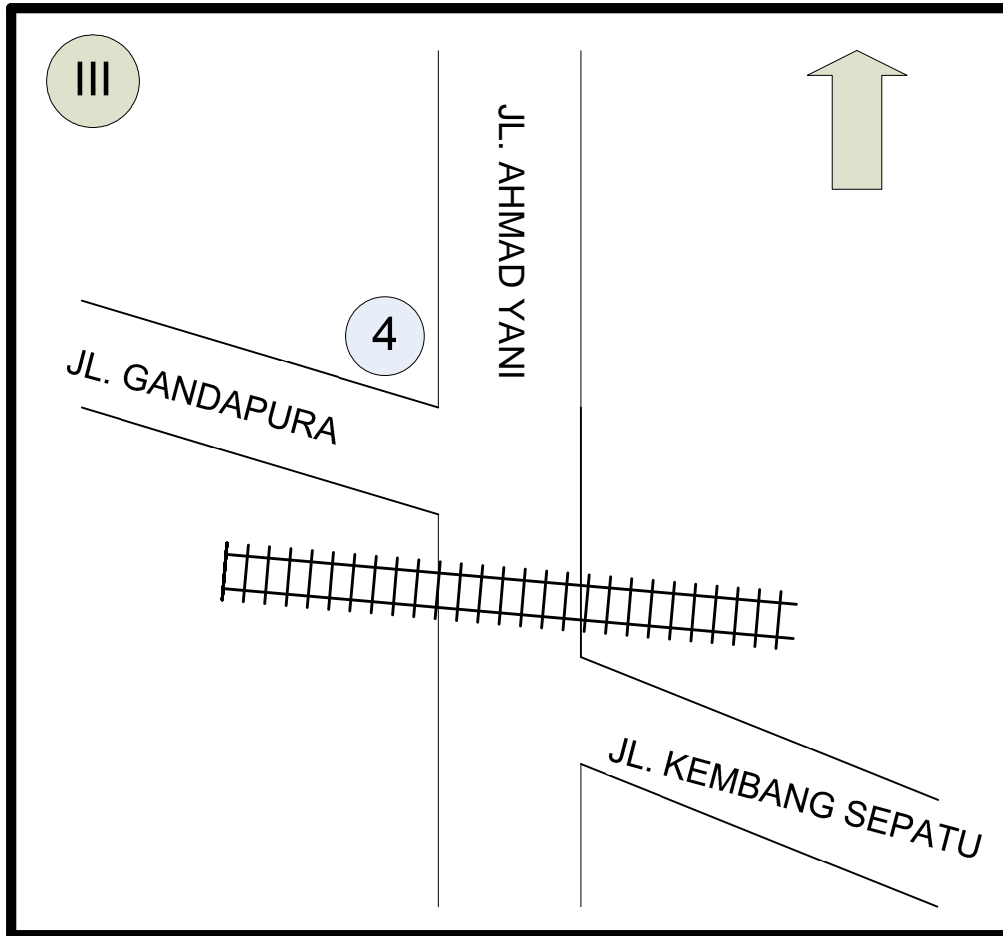 III
JL. AHMAD YANI
4
JL. GANDAPURA
JL. KEMBANG SEPATU